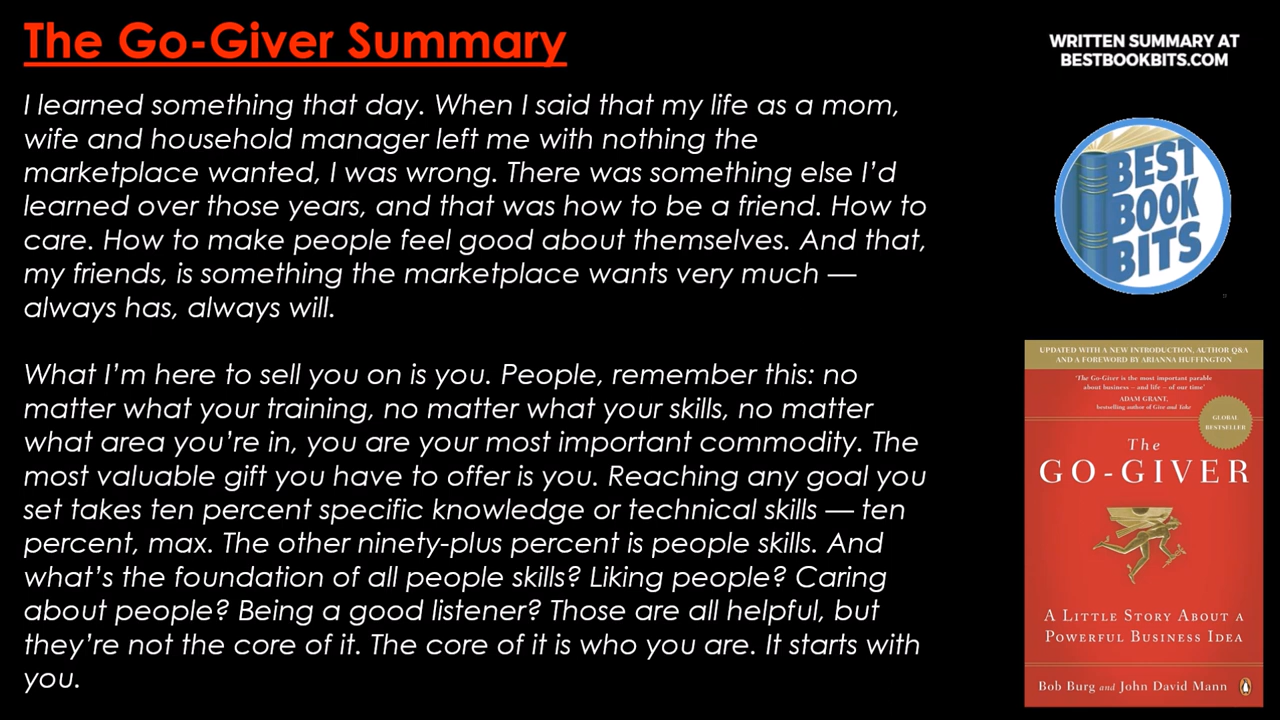 The Go-Giver Summary
I learned something that day. When I said that my life as a mom,
wife and household manager left me with nothing the
marketplace wanted, I was wrong. There was something else I’d
learned over those years, and that was how to be a friend. How to
care. How to make people feel good about themselves. And that,
my friends, is something the marketplace wants very much —
always has, always will.
What I’m here to sell you on is you. People, remember this: no
matter what your training, no matter what your skills, no matter
what area you’re in, you are your most important commodity. The
most valuable gift you have to offer is you. Reaching any goal you
set takes ten percent specific knowledge or technical skills — ten
percent, max. The other ninety-plus percent is people skills. And
what’s the foundation of all people skills? Liking people? Caring
about people? Being a good listener? Those are all helpful, but
they’re not the core of it. The core of it is who you are. It starts with
you.
WRITTEN SUMMARY AT
BESTBOOKBITS.COM
BEST
BOOK
BITS
UPDATED WITH A NEW INTRODUCTION, AUTHOR Q&A
AND A FOREWORD BY ARIANNA HUFFINGTON
‘The Go-Giver is the most important parable
about business – and life – of our time’
ADAM GRANT,
bestselling author of Give and Take
GLOBAL
BESTSELLER
The
GO-GIVER
A LITTLE STORY ABOUT A
POWERFUL BUSINESS IDEA
Bob Burg and John David Mann